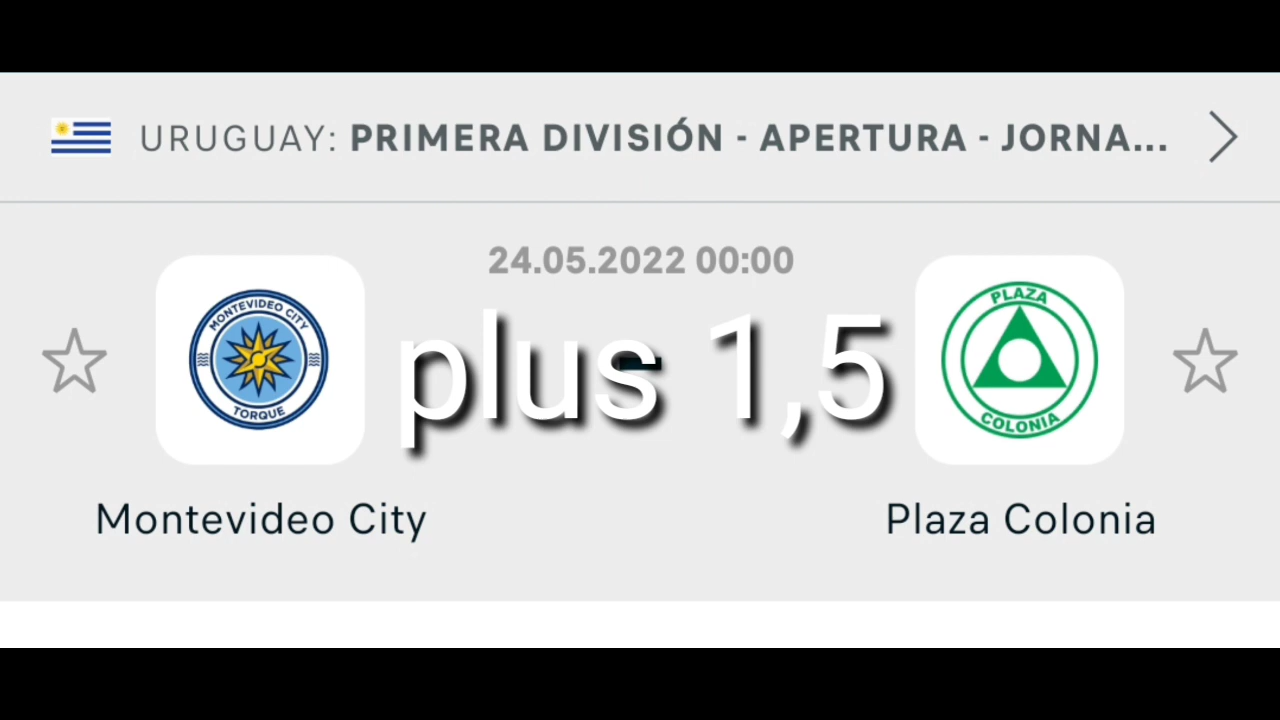 URUGUAY: PRIMERA DIVISIÓN - APERTURA - JORNA...
24.05.2022 00:00
MONTEVIDEO CITY
TORQUE
plus 1,5
PLAZA
COLONIA
Montevideo City
Plaza Colonia